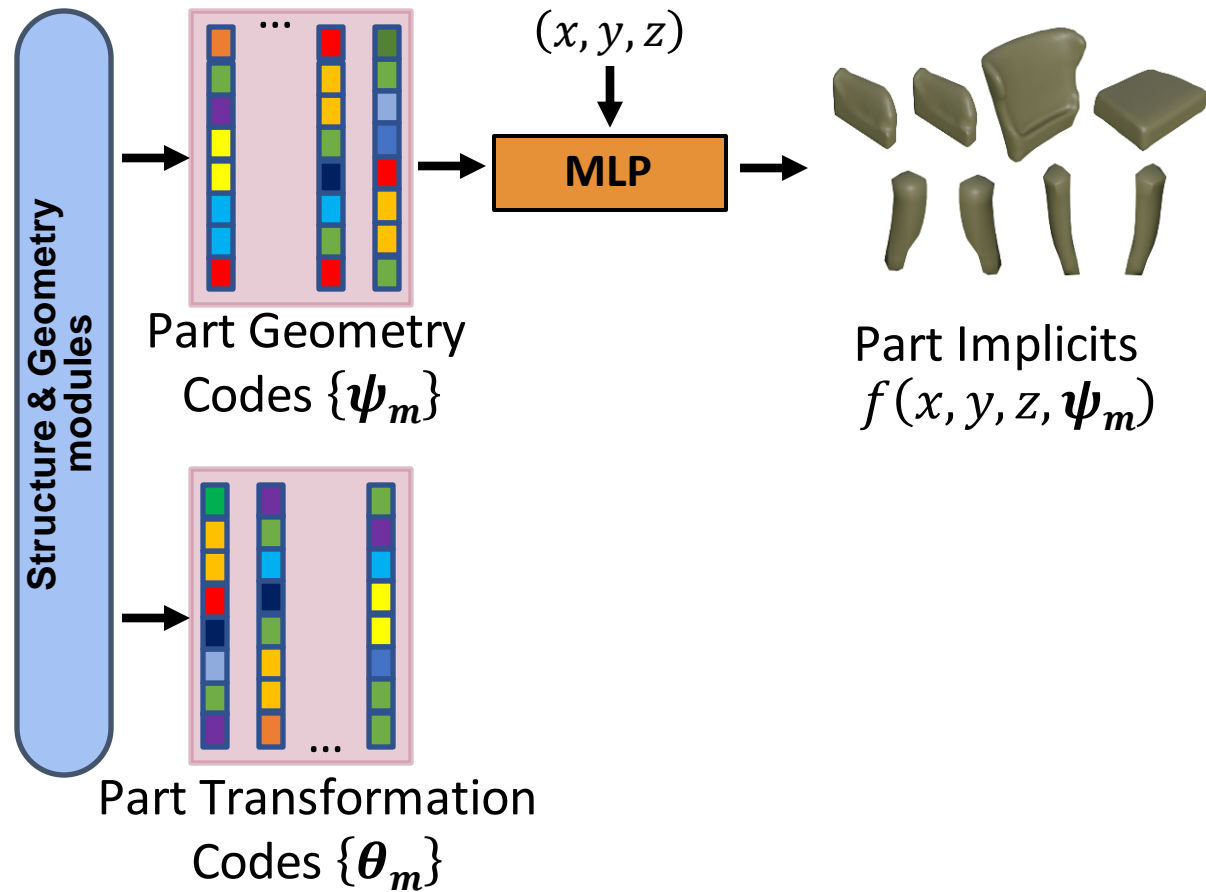 Structure & Geometry
modules
...
Part Geometry
Codes {ψₘ}
(x, y, z)
MLP
Part Implicits
f(x, y, z, ψₘ)
...
Part Transformation
Codes {θₘ}